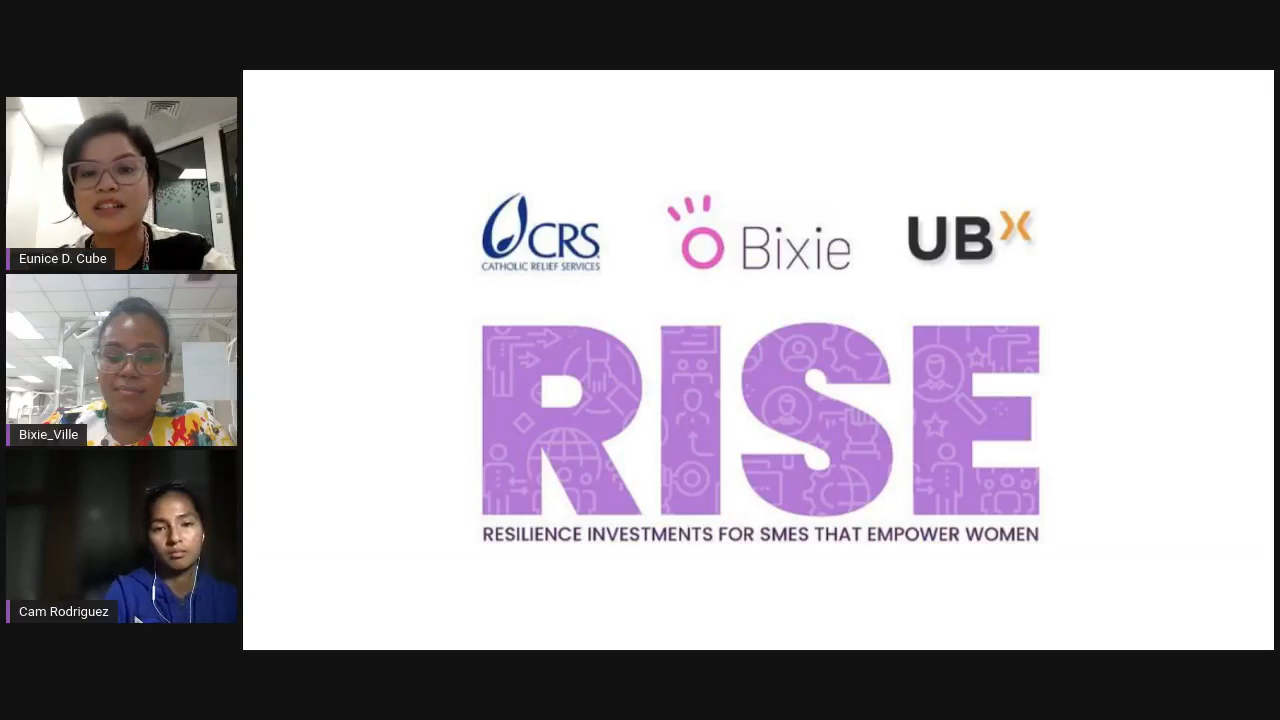 Eunice D. Cube
Bixie_Ville
Cam Rodriguez
CRS
CATHOLIC RELIEF SERVICES
Bixie
UBX
RISE
RESILIENCE INVESTMENTS FOR SMES THAT EMPOWER WOMEN